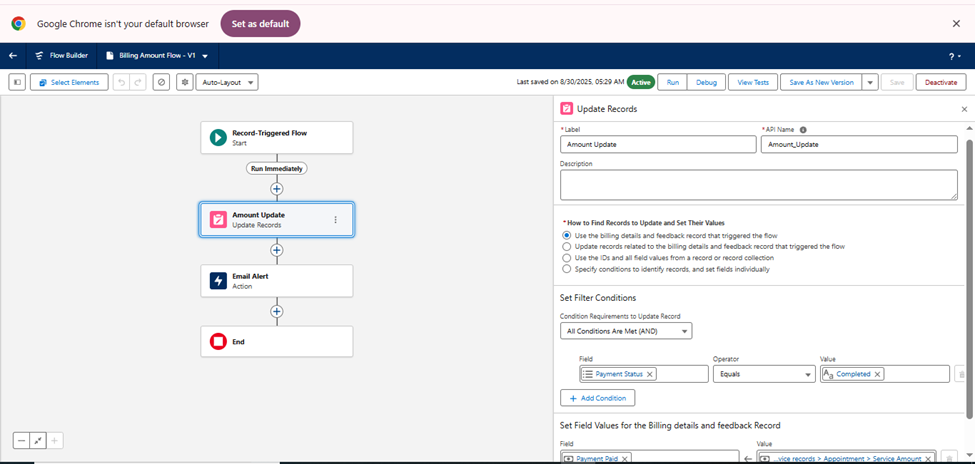 Google Chrome isn't your default browser Set as default
Flow Builder Billing Amount Flow - V1 ?
Select Elements Auto-Layout Last saved on 8/30/2025, 05:29 AM Active Run Debug View Tests Save As New Version Save Deactivate
Record-Triggered Flow
Start
Run Immediately
Amount Update
Update Records
Email Alert
Action
End
Update Records
*Label
Amount Update
*API Name
Amount_Update
Description
*How to Find Records to Update and Set Their Values
Use the billing details and feedback record that triggered the flow
Update records related to the billing details and feedback record that triggered the flow
Use the IDs and all field values from a record or record collection
Specify conditions to identify records, and set fields individually
Set Filter Conditions
Condition Requirements to Update Record
All Conditions Are Met (AND)
Field Operator Value
Payment Status Equals Completed
+ Add Condition
Set Field Values for the Billing details and feedback Record
Field Value
Payment Paid ...vice records > Appointment > Service Amount